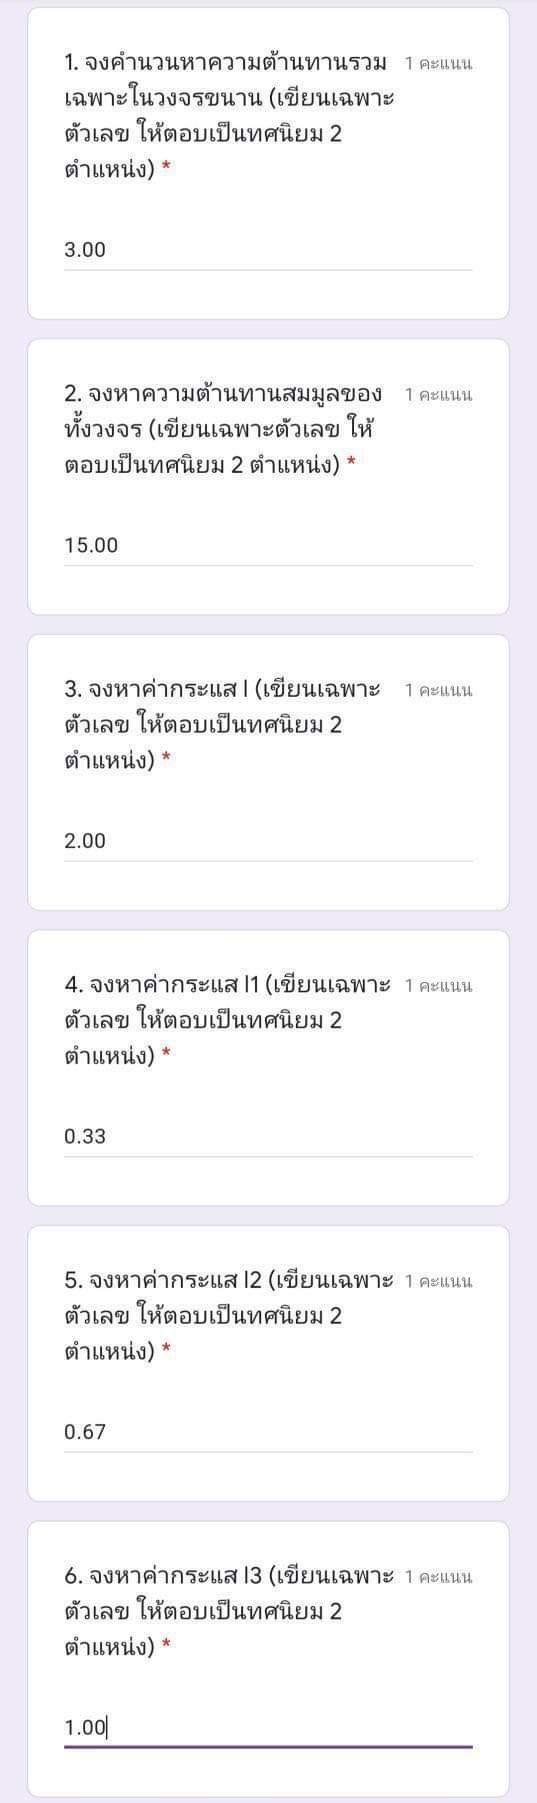 1. จงคำนวนหาความต้านทานรวม 1 คะแนน
เฉพาะในวงจรขนาน (เขียนเฉพาะ
ตัวเลข ให้ตอบเป็นทศนิยม 2
ตำแหน่ง) *
3.00
2. จงหาความต้านทานสมมูลของ 1 คะแนน
ทั้งวงจร (เขียนเฉพาะตัวเลข ให้
ตอบเป็นทศนิยม 2 ตำแหน่ง) *
15.00
3. จงหาค่ากระแส I (เขียนเฉพาะ 1 คะแนน
ตัวเลข ให้ตอบเป็นทศนิยม 2
ตำแหน่ง) *
2.00
4. จงหาค่ากระแส I1 (เขียนเฉพาะ 1 คะแนน
ตัวเลข ให้ตอบเป็นทศนิยม 2
ตำแหน่ง) *
0.33
5. จงหาค่ากระแส I2 (เขียนเฉพาะ 1 คะแนน
ตัวเลข ให้ตอบเป็นทศนิยม 2
ตำแหน่ง) *
0.67
6. จงหาค่ากระแส I3 (เขียนเฉพาะ 1 คะแนน
ตัวเลข ให้ตอบเป็นทศนิยม 2
ตำแหน่ง) *
1.00